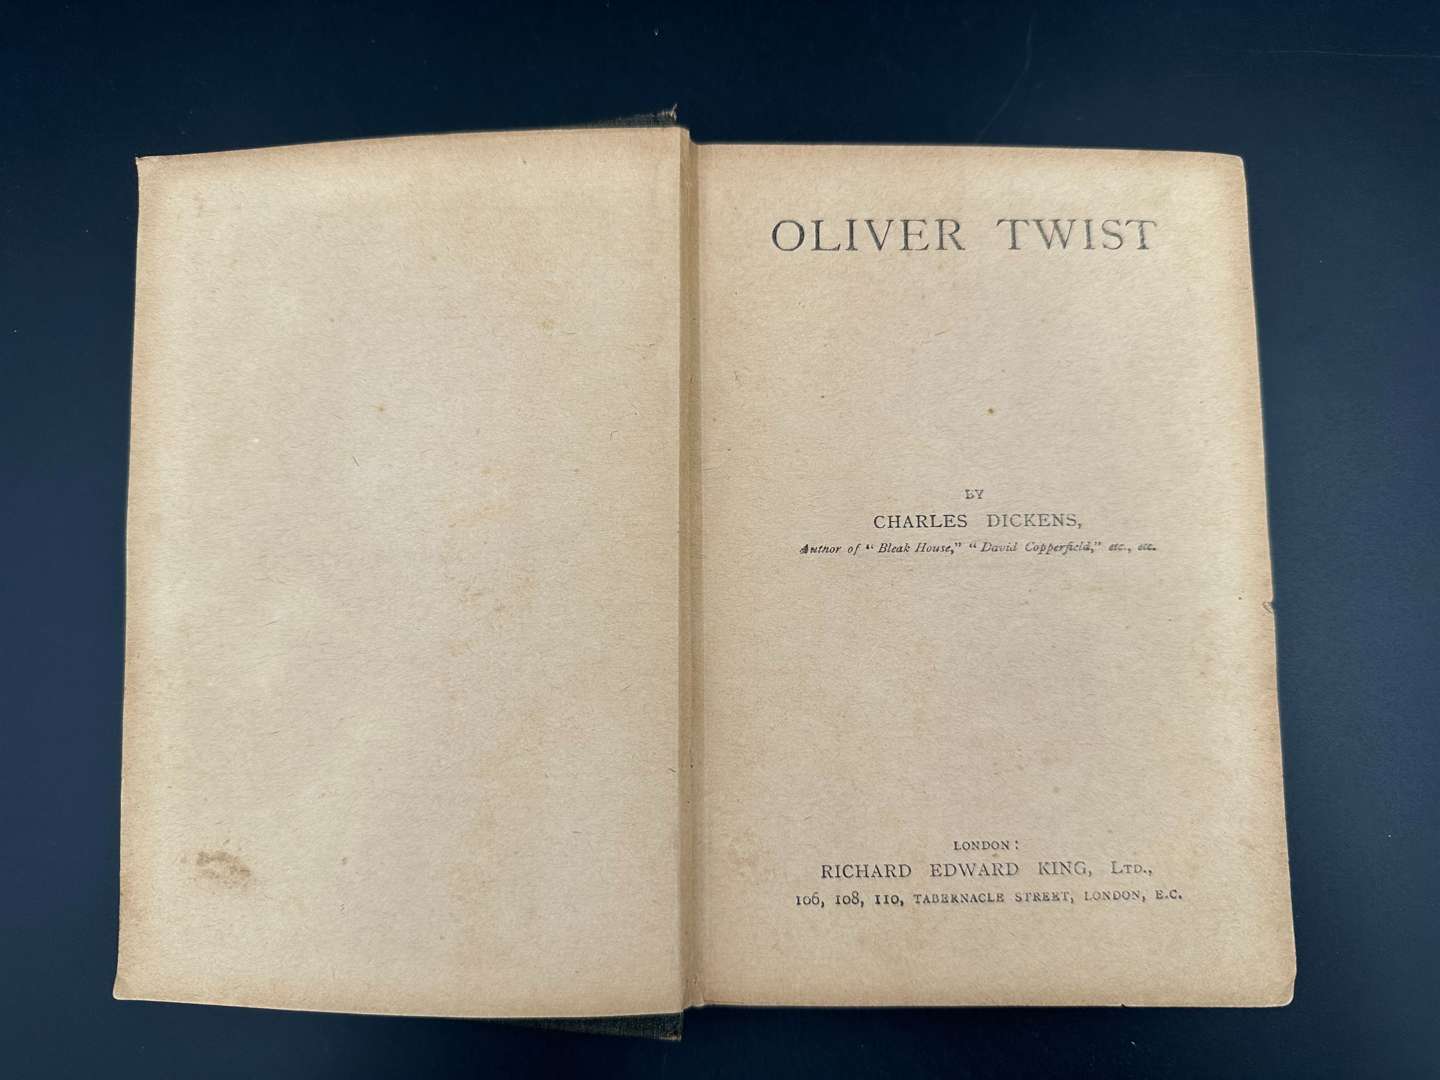 OLIVER TWIST
BY
CHARLES DICKENS,
Author of "Bleak House," "David Copperfield," etc., etc.
LONDON:
RICHARD EDWARD KING, LTD.,
106, 108, 110, TABERNACLE STREET, LONDON, E.C.